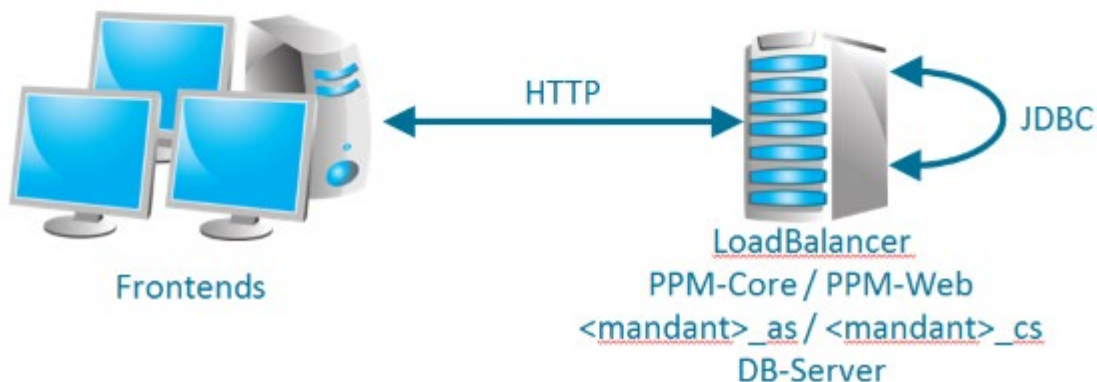 HTTP
JDBC
Frontends
LoadBalancer
PPM-Core / PPM-Web
<mandant>_as / <mandant>_cs
DB-Server